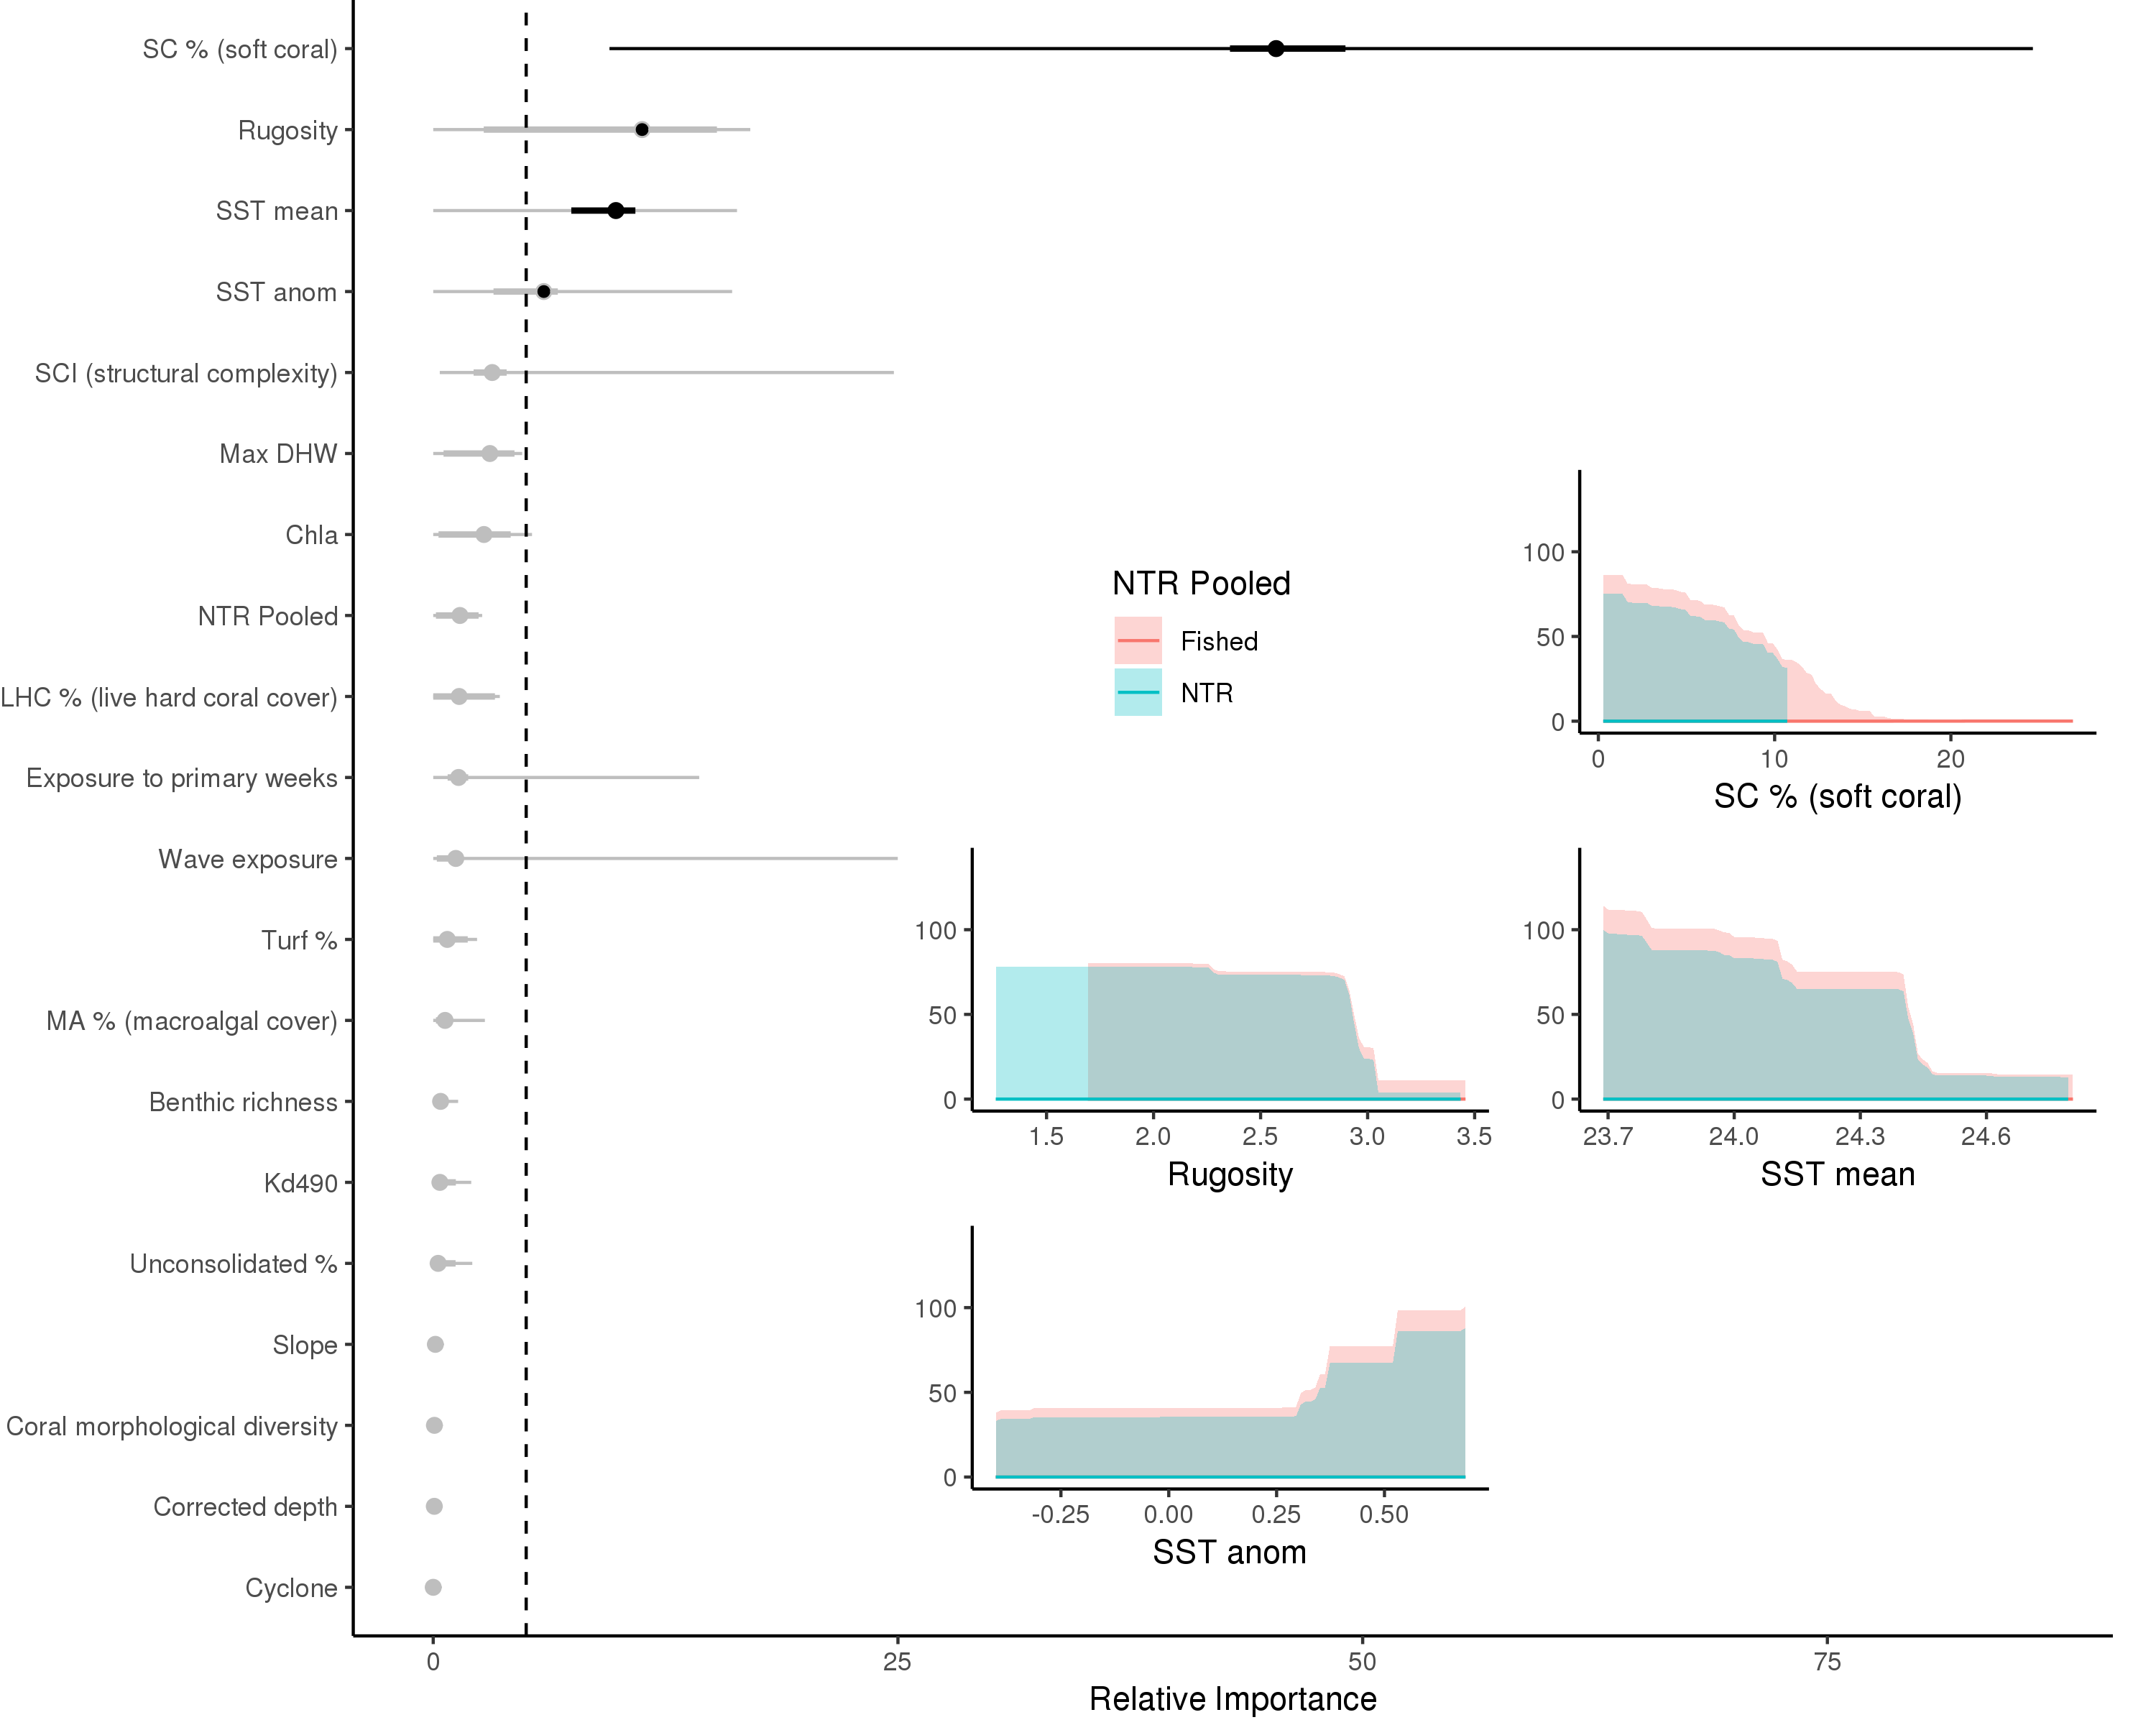 SC % (soft coral)
Rugosity
SST mean
SST anom
SCI (structural complexity)
Max DHW
Chla
NTR Pooled
LHC % (live hard coral cover)
Exposure to primary weeks
Wave exposure
Turf %
MA % (macroalgal cover)
Benthic richness
Kd490
Unconsolidated %
Slope
Coral morphological diversity
Corrected depth
Cyclone
0
25
50
75
Relative Importance
NTR Pooled
Fished
NTR
100
50
0
0
10
20
SC % (soft coral)
100
50
0
1.5
2.0
2.5
3.0
3.5
Rugosity
100
50
0
23.7
24.0
24.3
24.6
SST mean
100
50
0
-0.25
0.00
0.25
0.50
SST anom